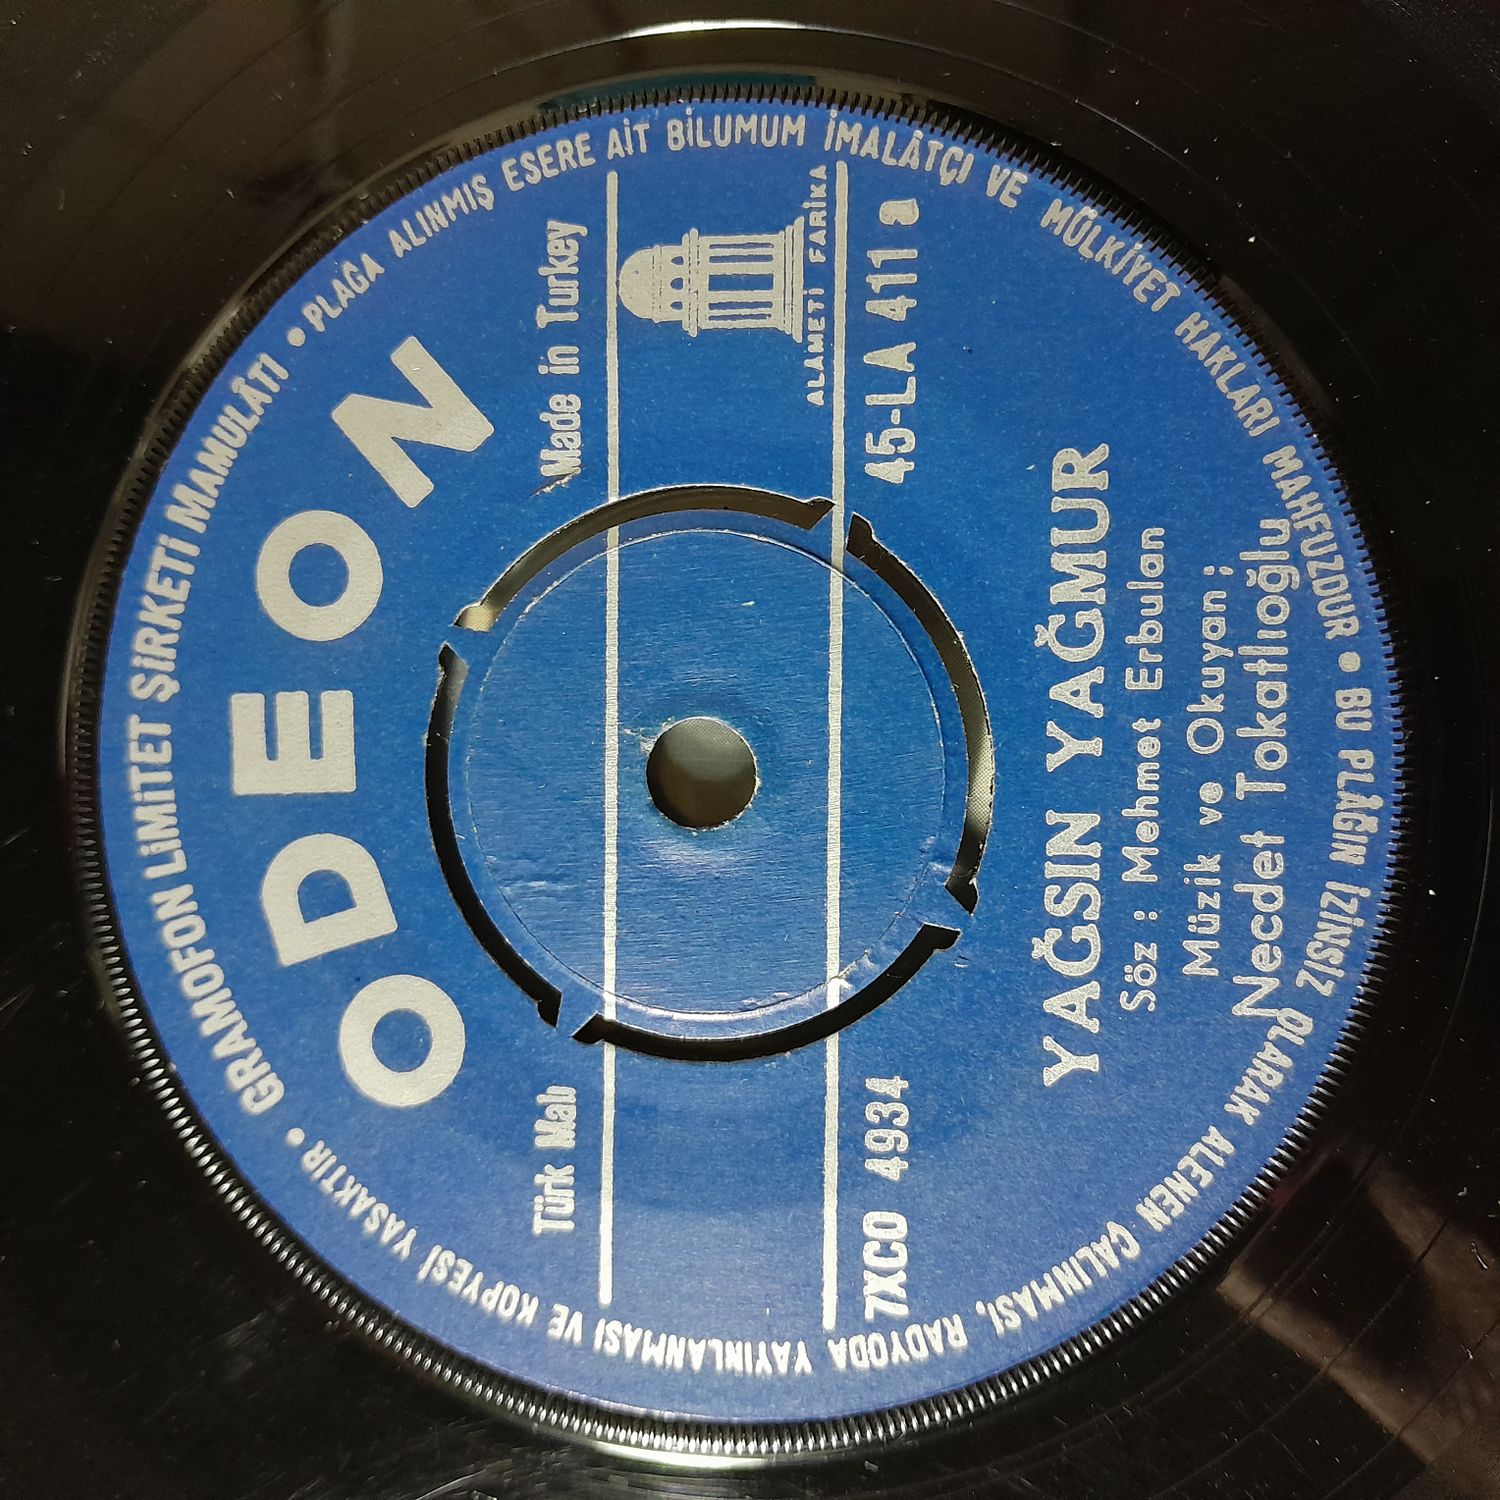 GRAMOFON LİMİTET ŞİRKETİ MAMULÂTI • PLAĞA ALINMIŞ ESERE AİT BİLUMUM İMALÂTÇI VE MÜLKİYET HAKLARI MAHFUZDUR • BU PLÂĞIN İZİNSİZ OLARAK ALENEN ÇALINMASI, RADYODA YAYINLANMASI VE KOPYESİ YASAKTIR •
ODEON
Türk Malı Made in Turkey
ALAMETİ FARİKA
7XCO 4934 45-LA 411 a
YAĞSIN YAĞMUR
Söz : Mehmet Erbulan
Müzik ve Okuyan ;
Necdet Tokatlıoğlu